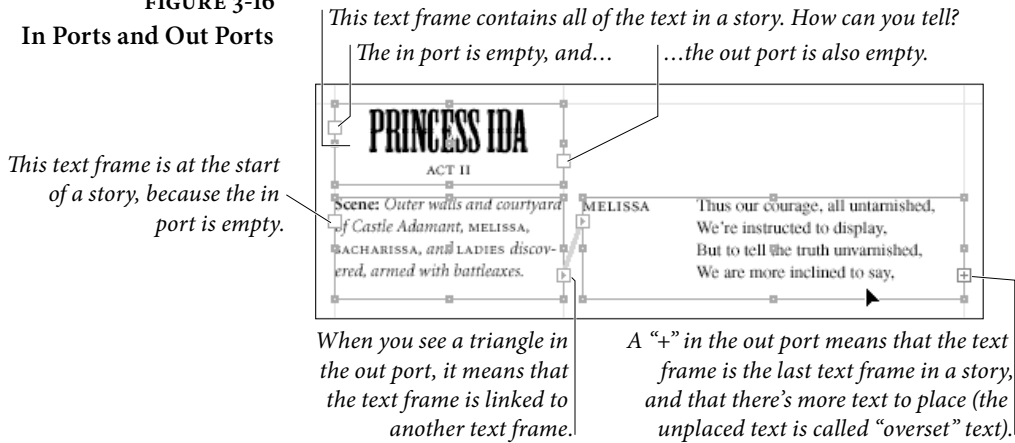 FIGURE 3-16
In Ports and Out Ports
This text frame contains all of the text in a story. How can you tell?
The in port is empty, and…
…the out port is also empty.
This text frame is at the start
of a story, because the in
port is empty.
PRINCESS IDA
ACT II
Scene: Outer walls and courtyard
of Castle Adamant, MELISSA,
SACHARISSA, and LADIES discov-
ered, armed with battleaxes.
MELISSA
Thus our courage, all untarnished,
We're instructed to display,
But to tell the truth unvarnished,
We are more inclined to say,
When you see a triangle in
the out port, it means that
the text frame is linked to
another text frame.
A “+” in the out port means that the text
frame is the last text frame in a story,
and that there’s more text to place (the
unplaced text is called “overset” text).